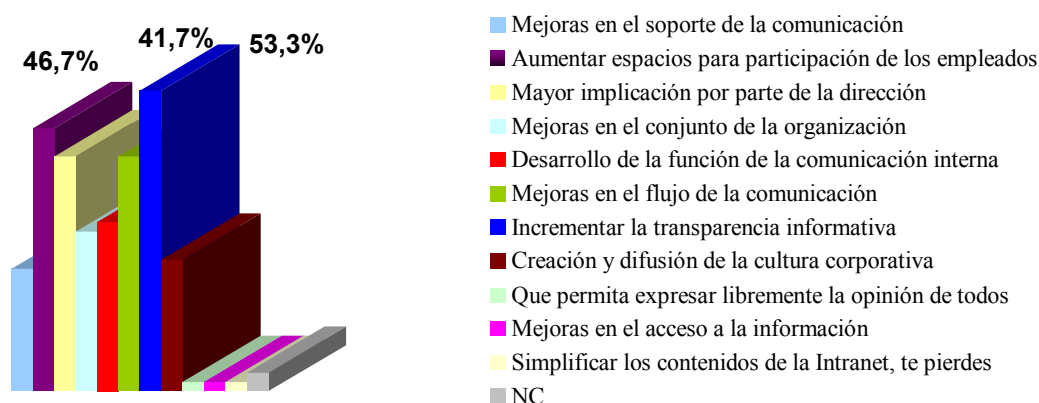 46,7%
41,7%
53,3%
Mejoras en el soporte de la comunicación
Aumentar espacios para participación de los empleados
Mayor implicación por parte de la dirección
Mejoras en el conjunto de la organización
Desarrollo de la función de la comunicación interna
Mejoras en el flujo de la comunicación
Incrementar la transparencia informativa
Creación y difusión de la cultura corporativa
Que permita expresar libremente la opinión de todos
Mejoras en el acceso a la información
Simplificar los contenidos de la Intranet, te pierdes
NC